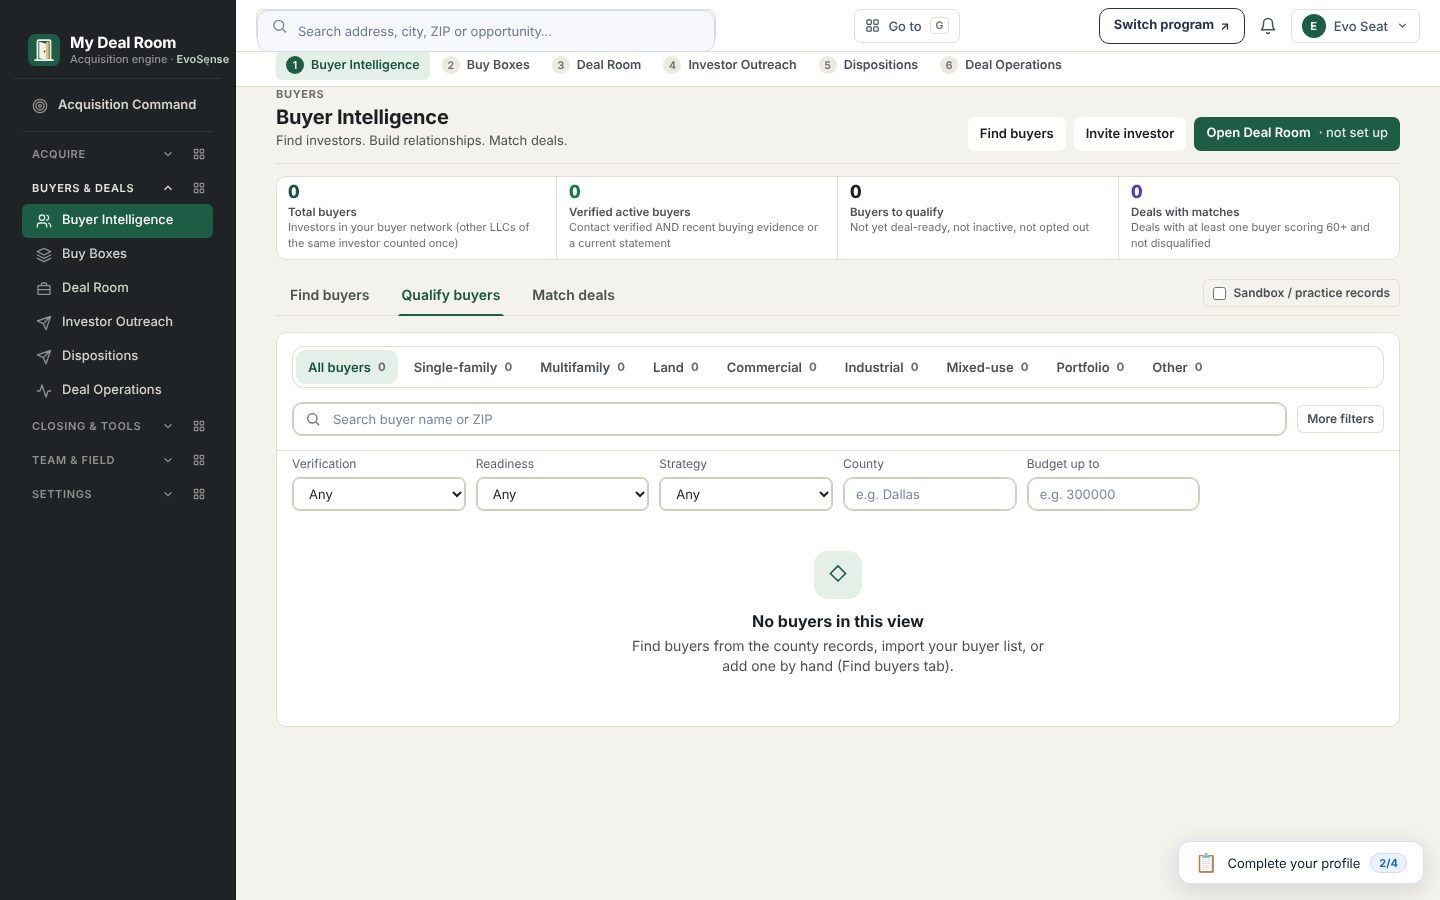 My Deal Room
Acquisition engine · EvoSense
Acquisition Command
ACQUIRE
BUYERS & DEALS
Buyer Intelligence
Buy Boxes
Deal Room
Investor Outreach
Dispositions
Deal Operations
CLOSING & TOOLS
TEAM & FIELD
SETTINGS
Search address, city, ZIP or opportunity...
Go to G
Switch program ↗
E Evo Seat
1 Buyer Intelligence 2 Buy Boxes 3 Deal Room 4 Investor Outreach 5 Dispositions 6 Deal Operations
BUYERS
Buyer Intelligence
Find investors. Build relationships. Match deals.
Find buyers Invite investor Open Deal Room · not set up
0
Total buyers
Investors in your buyer network (other LLCs of
the same investor counted once)
0
Verified active buyers
Contact verified AND recent buying evidence or
a current statement
0
Buyers to qualify
Not yet deal-ready, not inactive, not opted out
0
Deals with matches
Deals with at least one buyer scoring 60+ and
not disqualified
Find buyers Qualify buyers Match deals
Sandbox / practice records
All buyers 0 Single-family 0 Multifamily 0 Land 0 Commercial 0 Industrial 0 Mixed-use 0 Portfolio 0 Other 0
Search buyer name or ZIP
More filters
Verification Readiness Strategy County Budget up to
Any Any Any e.g. Dallas e.g. 300000
No buyers in this view
Find buyers from the county records, import your buyer list, or
add one by hand (Find buyers tab).
Complete your profile 2/4